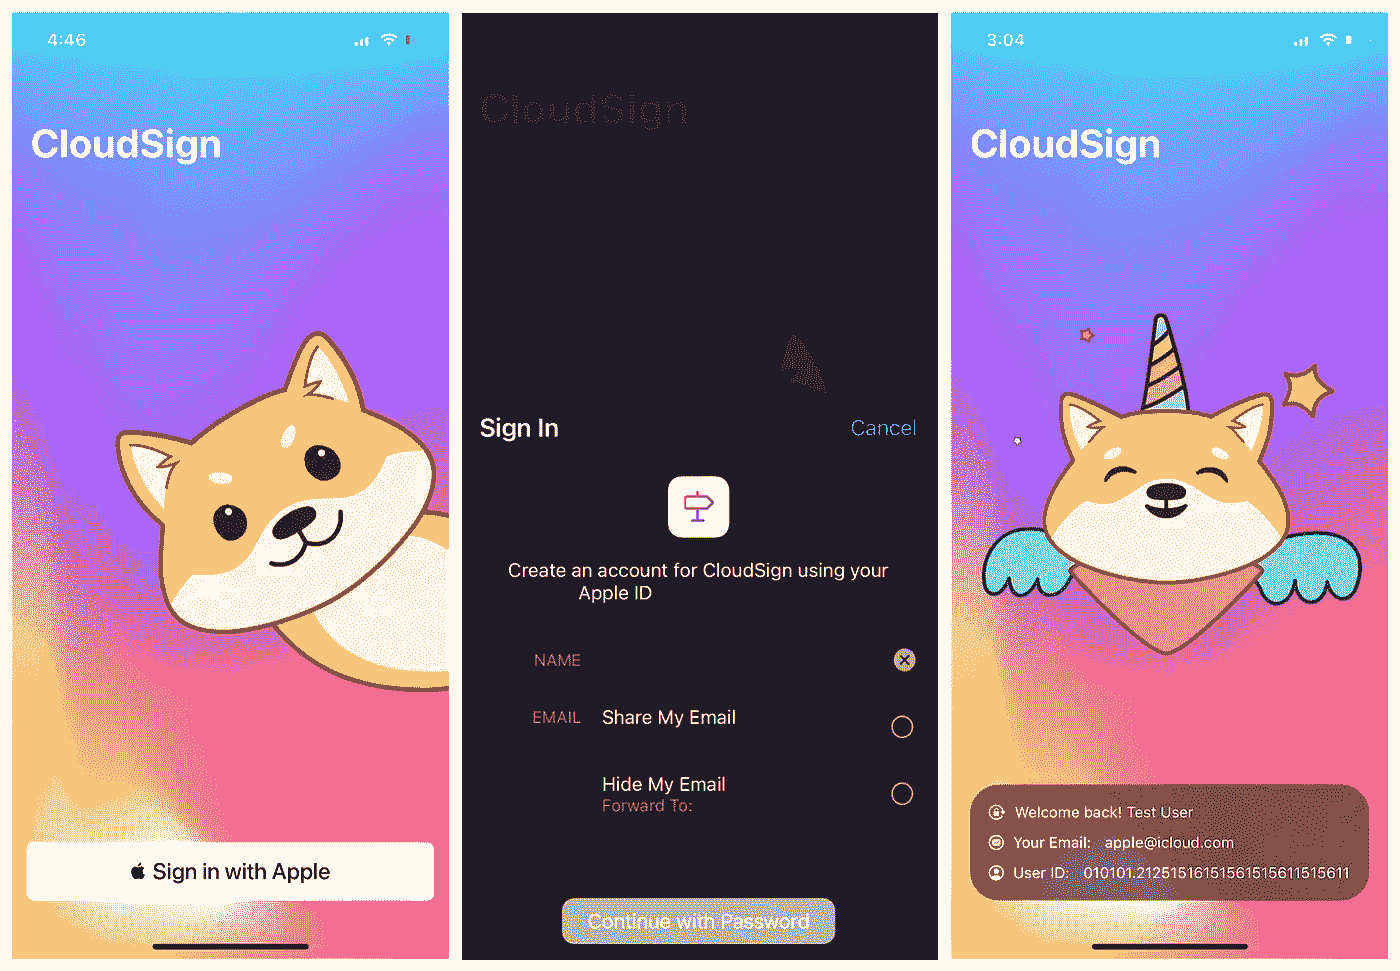 4:46
CloudSign
Sign in with Apple
CloudSign
Sign In
Cancel
Create an account for CloudSign using your
Apple ID
NAME
EMAIL
Share My Email
Hide My Email
Forward To:
Continue with Password
3:04
CloudSign
Welcome back! Test User
Your Email: apple@icloud.com
User ID: 010101.21251516151561515611515611